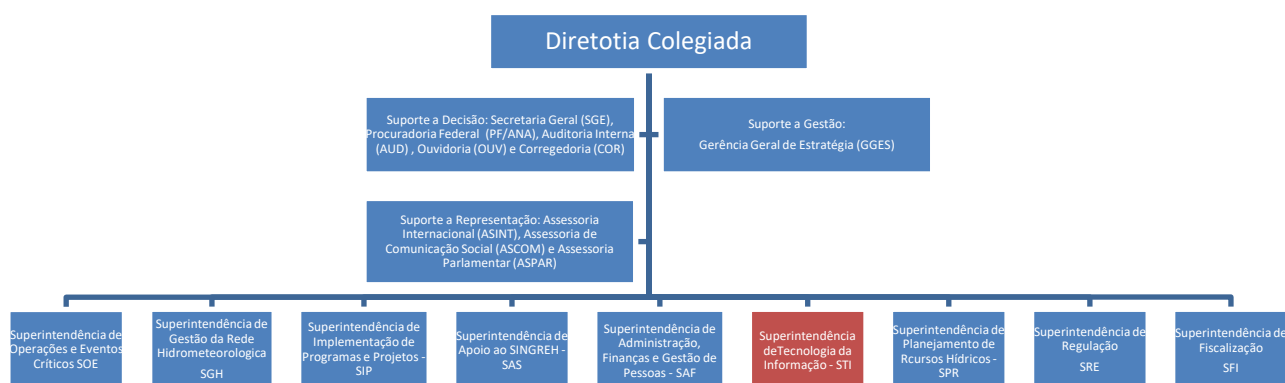 Diretotia Colegiada
Suporte a Decisão: Secretaria Geral (SGE),
Procuradoria Federal (PF/ANA), Auditoria Interna
(AUD) , Ouvidoria (OUV) e Corregedoria (COR)
Suporte a Gestão:
Gerência Geral de Estratégia (GGES)
Suporte a Representação: Assessoria
Internacional (ASINT), Assessoria de
Comunicação Social (ASCOM) e Assessoria
Parlamentar (ASPAR)
Superintendência de
Operações e Eventos
Críticos SOE
Superintendência de
Gestão da Rede
Hidrometeorologica
SGH
Superintendência de
Implementação de
Programas e Projetos -
SIP
Superintendência de
Apoio ao SINGREH -
SAS
Superintendência de
Administração,
Finanças e Gestão de
Pessoas - SAF
Superintendência
deTecnologia da
Informação - STI
Superintendência de
Planejamento de
Rcursos Hídricos -
SPR
Superintendência de
Regulação
SRE
Superintendência de
Fiscalização
SFI